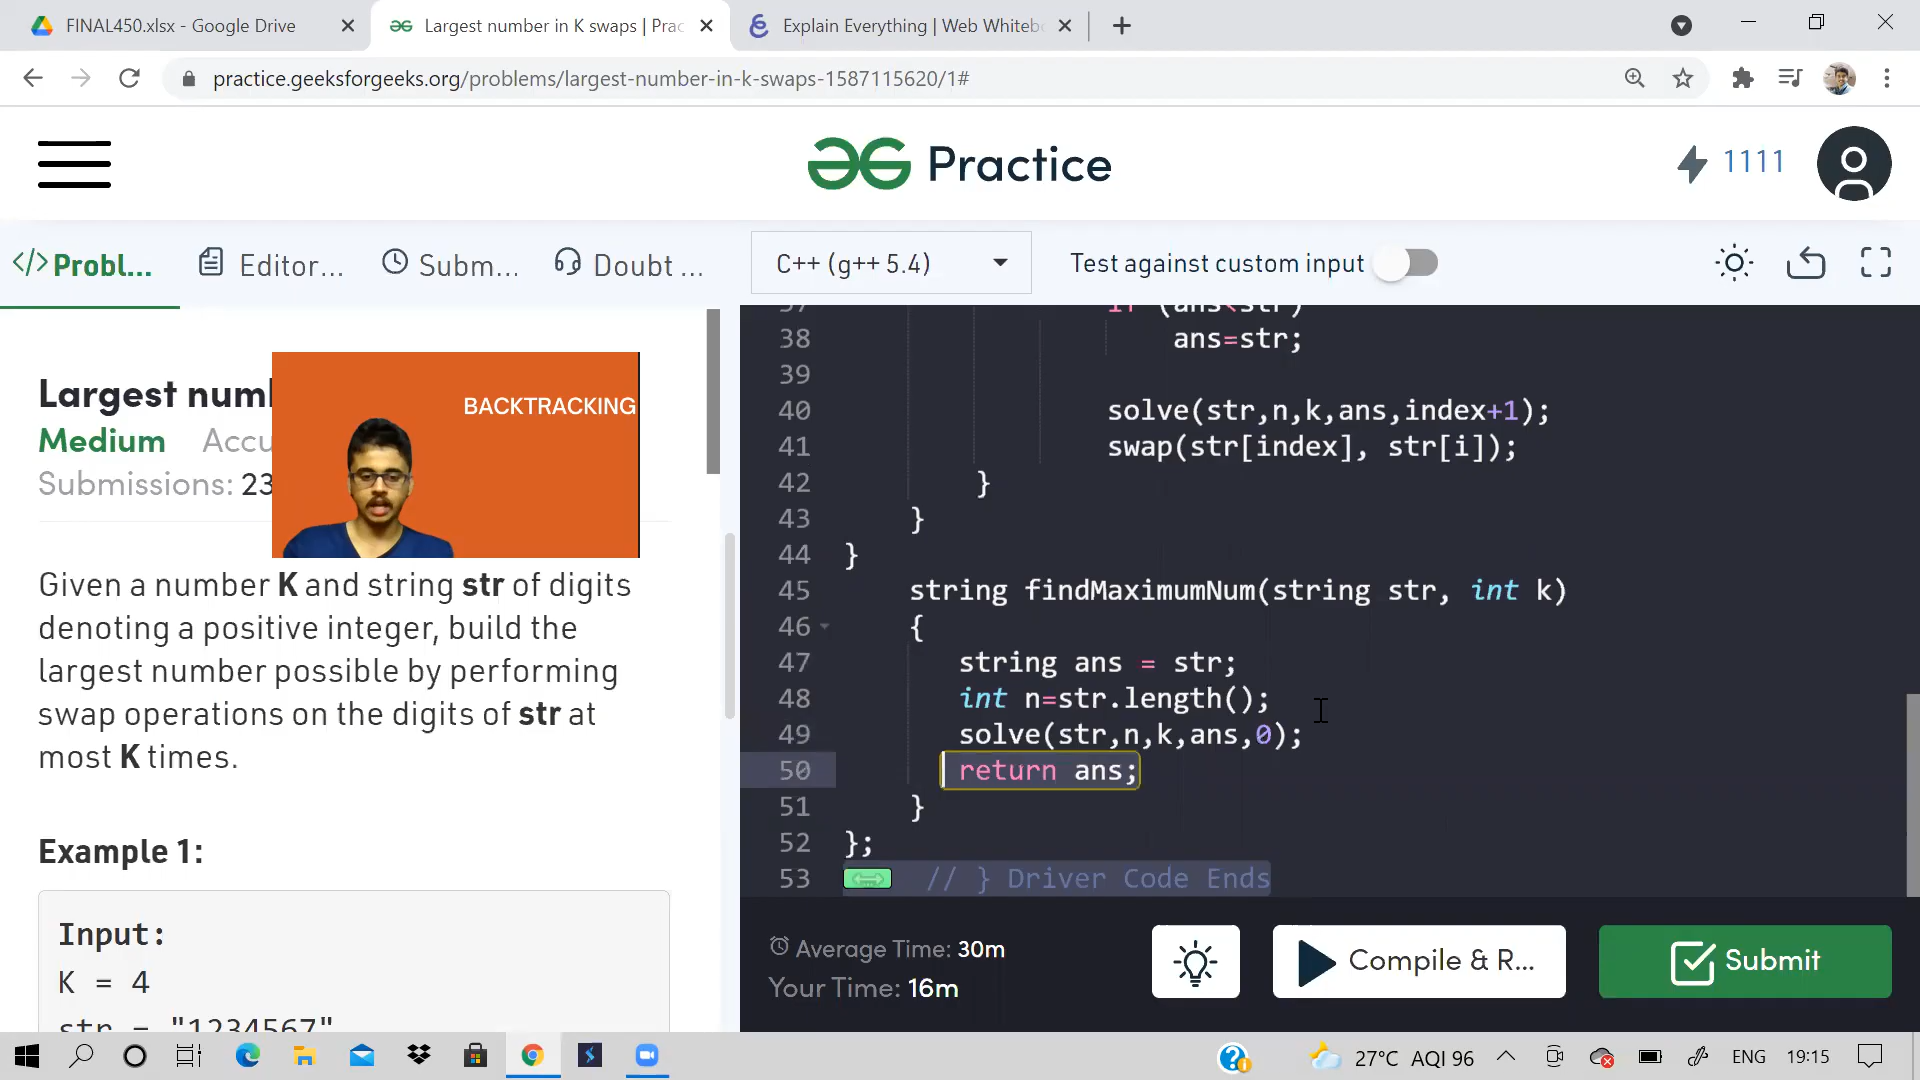 FINAL450.xlsx - Google Drive
Largest number in K swaps | Prac
Explain Everything | Web Whitebo
practice.geeksforgeeks.org/problems/largest-number-in-k-swaps-1587115620/1#
Practice
1111
</>Probl...
Editor...
Subm...
Doubt ...
C++ (g++ 5.4)
Test against custom input
Largest num
Medium Accu
Submissions: 23
BACKTRACKING
Given a number K and string str of digits
denoting a positive integer, build the
largest number possible by performing
swap operations on the digits of str at
most K times.
Example 1:
Input:
K = 4
str = "1234567"
37 if (ans<str)
38 ans=str;
39
40 solve(str,n,k,ans,index+1);
41 swap(str[index], str[i]);
42 }
43 }
44 }
45 string findMaximumNum(string str, int k)
46 {
47 string ans = str;
48 int n=str.length();
49 solve(str,n,k,ans,0);
50 return ans;
51 }
52 };
53 // } Driver Code Ends
Average Time: 30m
Your Time: 16m
Compile & R...
Submit
27°C AQI 96
ENG
19:15